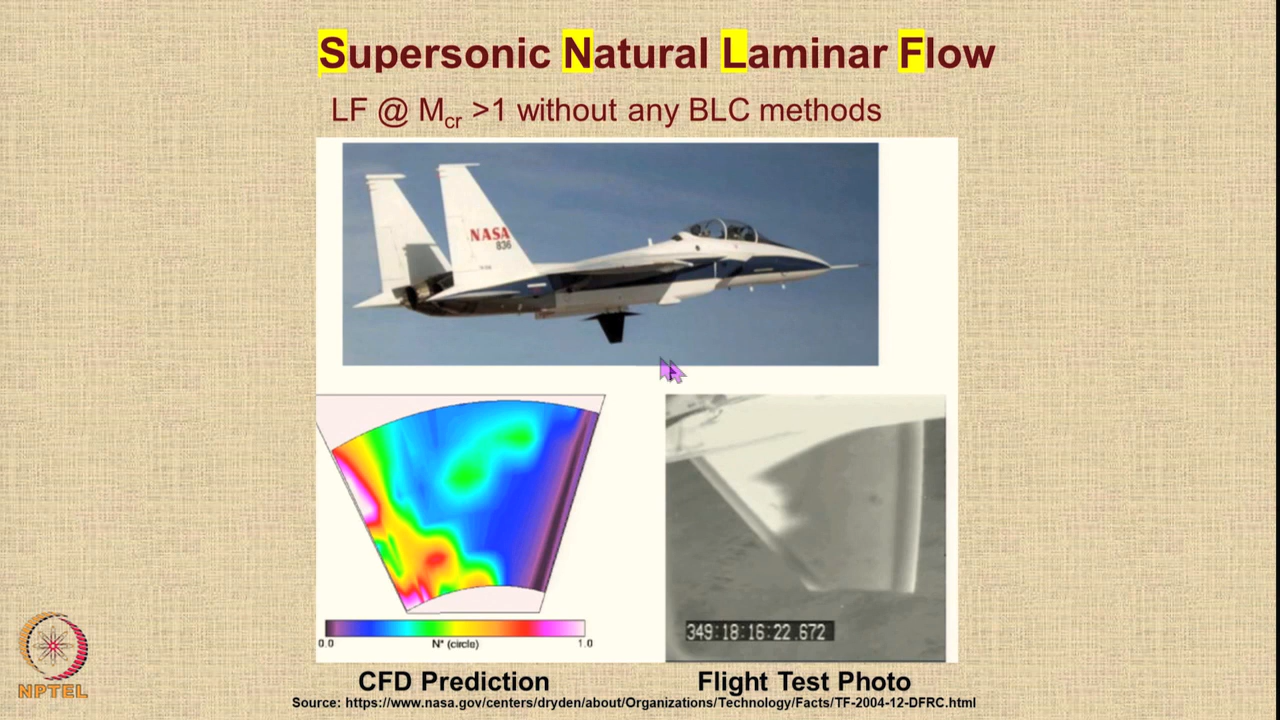 Supersonic Natural Laminar Flow
LF @ Mcr >1 without any BLC methods
NASA
836
0.0 N* (circle) 1.0
349:18:16:22.672
CFD Prediction Flight Test Photo
Source: https://www.nasa.gov/centers/dryden/about/Organizations/Technology/Facts/TF-2004-12-DFRC.html
NPTEL